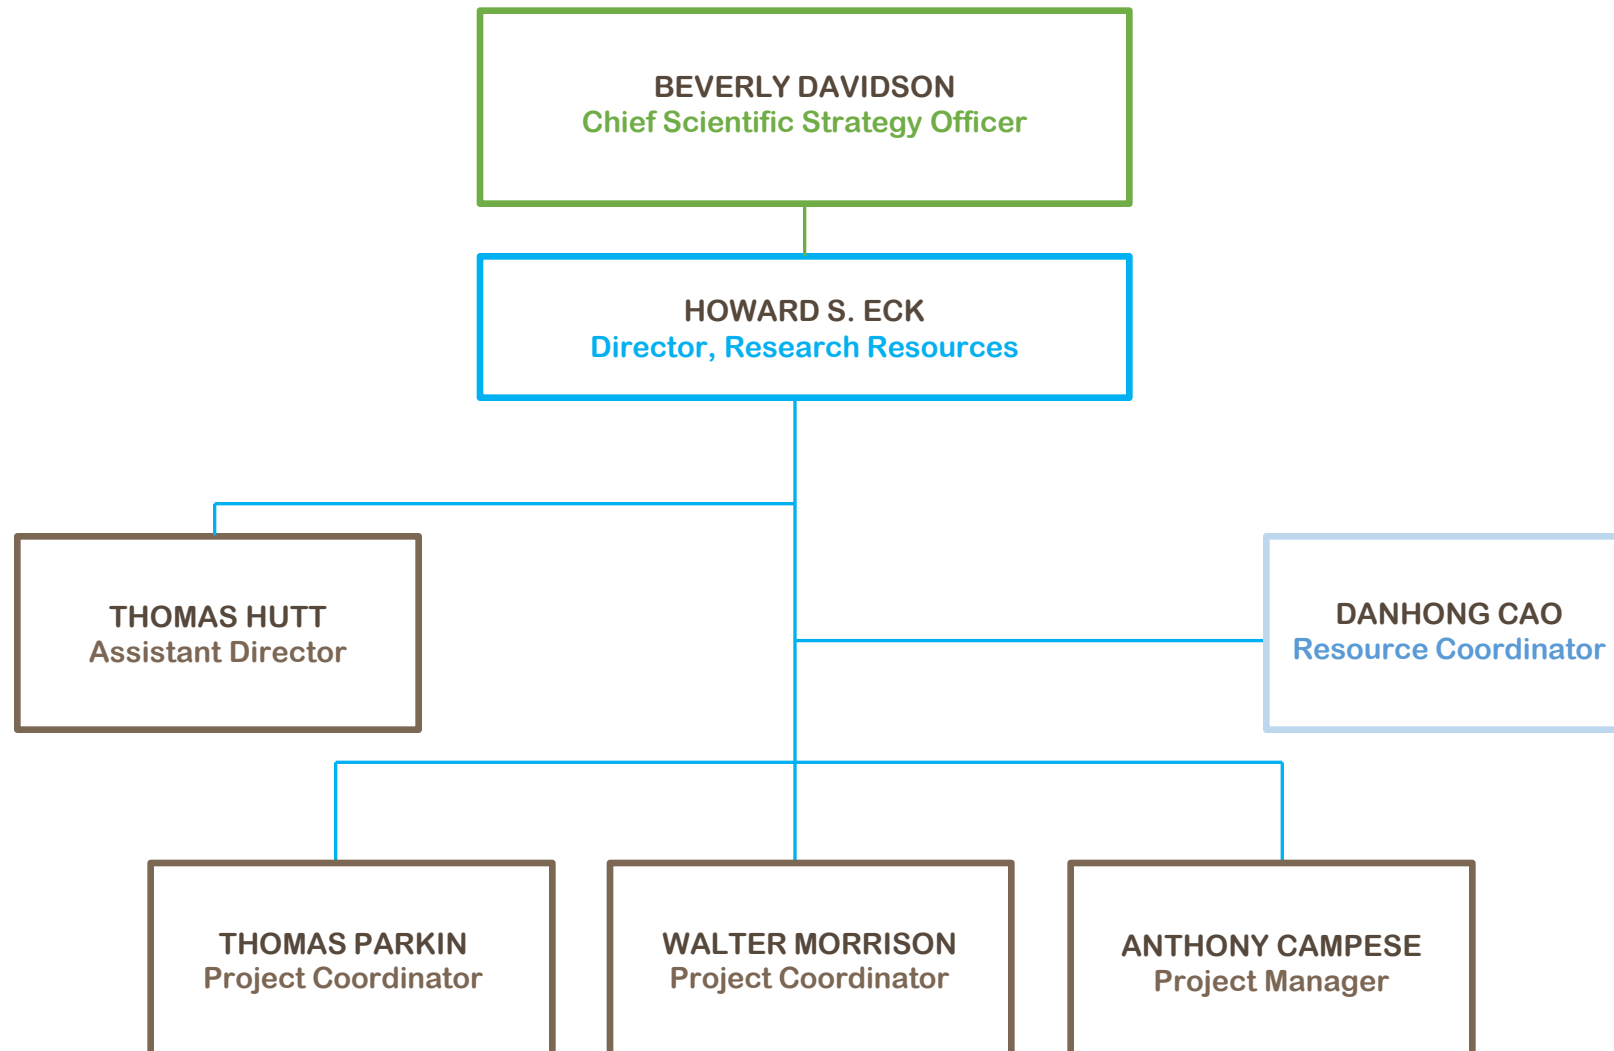 BEVERLY DAVIDSON
Chief Scientific Strategy Officer
HOWARD S. ECK
Director, Research Resources
THOMAS HUTT
Assistant Director
DANHONG CAO
Resource Coordinator
THOMAS PARKIN
Project Coordinator
WALTER MORRISON
Project Coordinator
ANTHONY CAMPESE
Project Manager